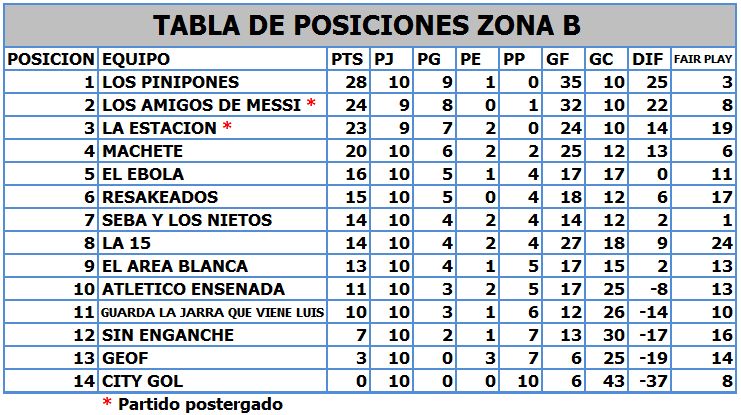 TABLA DE POSICIONES ZONA B
POSICION EQUIPO PTS PJ PG PE PP GF GC DIF FAIR PLAY
1 LOS PINIPONES 28 10 9 1 0 35 10 25 3
2 LOS AMIGOS DE MESSI * 24 9 8 0 1 32 10 22 8
3 LA ESTACION * 23 9 7 2 0 24 10 14 19
4 MACHETE 20 10 6 2 2 25 12 13 6
5 EL EBOLA 16 10 5 1 4 17 17 0 11
6 RESAKEADOS 15 10 5 0 4 18 12 6 17
7 SEBA Y LOS NIETOS 14 10 4 2 4 14 12 2 1
8 LA 15 14 10 4 2 4 27 18 9 24
9 EL AREA BLANCA 13 10 4 1 5 17 15 2 13
10 ATLETICO ENSENADA 11 10 3 2 5 17 25 -8 13
11 GUARDA LA JARRA QUE VIENE LUIS 10 10 3 1 6 12 26 -14 10
12 SIN ENGANCHE 7 10 2 1 7 13 30 -17 16
13 GEOF 3 10 0 3 7 6 25 -19 14
14 CITY GOL 0 10 0 0 10 6 43 -37 8
* Partido postergado